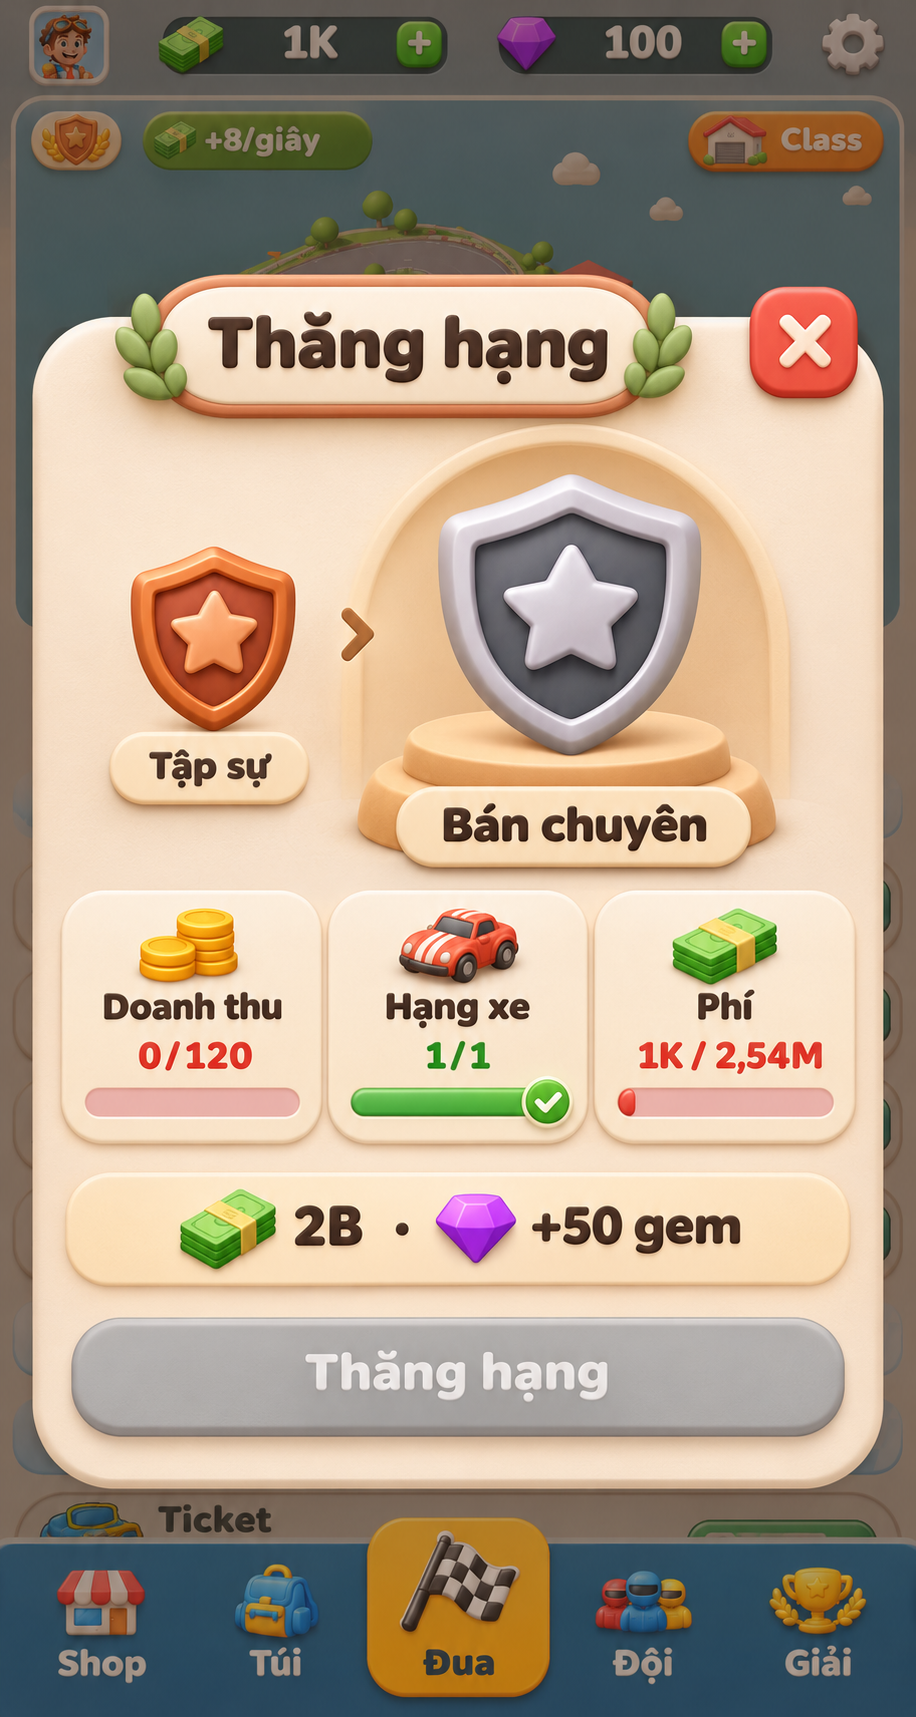 1K
100
+8/giây
Class
Thăng hạng
Tập sự
Bán chuyên
Doanh thu
0/120
Hạng xe
1/1
Phí
1K / 2,54M
2B • +50 gem
Thăng hạng
Ticket
Shop
Túi
Đua
Đội
Giải